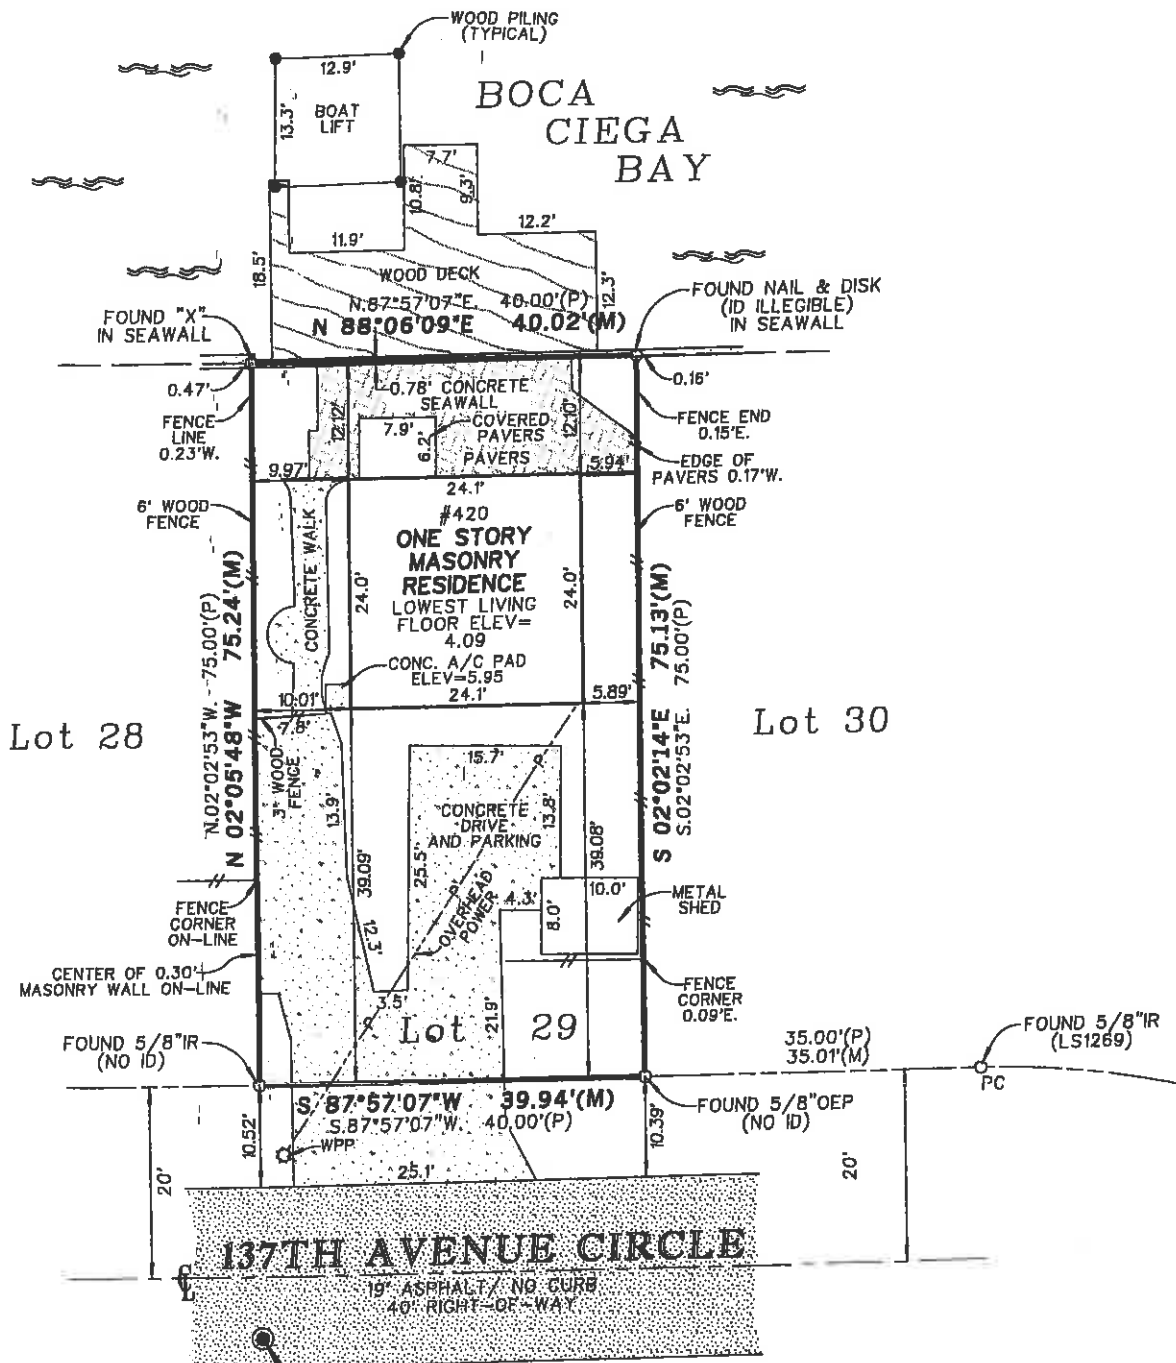 WOOD PILING
(TYPICAL)
12.9'
13.3'
BOAT
LIFT
BOCA
CIEGA
BAY
7.7'
10.8'
9.3'
12.2'
11.9'
18.5'
WOOD DECK
12.3'
N.87°57'07"E. 40.00'(P)
N 88°06'09"E 40.02'(M)
FOUND "X"
IN SEAWALL
FOUND NAIL & DISK
(ID ILLEGIBLE)
IN SEAWALL
0.47'
0.16'
0.78' CONCRETE
SEAWALL
12.12'
12.10'
FENCE
LINE
0.23'W.
FENCE END
0.15'E.
7.9'
6.2'
COVERED
PAVERS
PAVERS
EDGE OF
PAVERS 0.17'W.
9.97'
5.94'
24.1'
6' WOOD
FENCE
6' WOOD
FENCE
#420
ONE STORY
MASONRY
RESIDENCE
LOWEST LIVING
FLOOR ELEV=
4.09
CONCRETE WALK
24.0'
24.0'
N.02°02'53"W. 75.00'(P)
N 02°05'48"W 75.24'(M)
S 02°02'14"E 75.13'(M)
S.02°02'53"E. 75.00'(P)
CONC. A/C PAD
ELEV=5.95
10.01'
24.1'
5.89'
7.8'
Lot 28
Lot 30
3' WOOD
FENCE
15.7'
13.9'
CONCRETE
DRIVE
AND PARKING
13.8'
39.09'
25.5'
39.08'
P
P
P
OVERHEAD
POWER
4.3'
10.0'
8.0'
METAL
SHED
12.3'
FENCE
CORNER
ON-LINE
CENTER OF 0.30'
MASONRY WALL ON-LINE
FENCE
CORNER
0.09'E.
3.5'
21.9'
Lot 29
FOUND 5/8"IR
(NO ID)
35.00'(P)
35.01'(M)
FOUND 5/8"IR
(LS1269)
PC
S 87°57'07"W 39.94'(M)
S.87°57'07"W. 40.00'(P)
FOUND 5/8"OEP
(NO ID)
10.52'
10.39'
WPP
25.1'
20'
20'
137TH AVENUE CIRCLE
19' ASPHALT/ NO CURB
40' RIGHT-OF-WAY